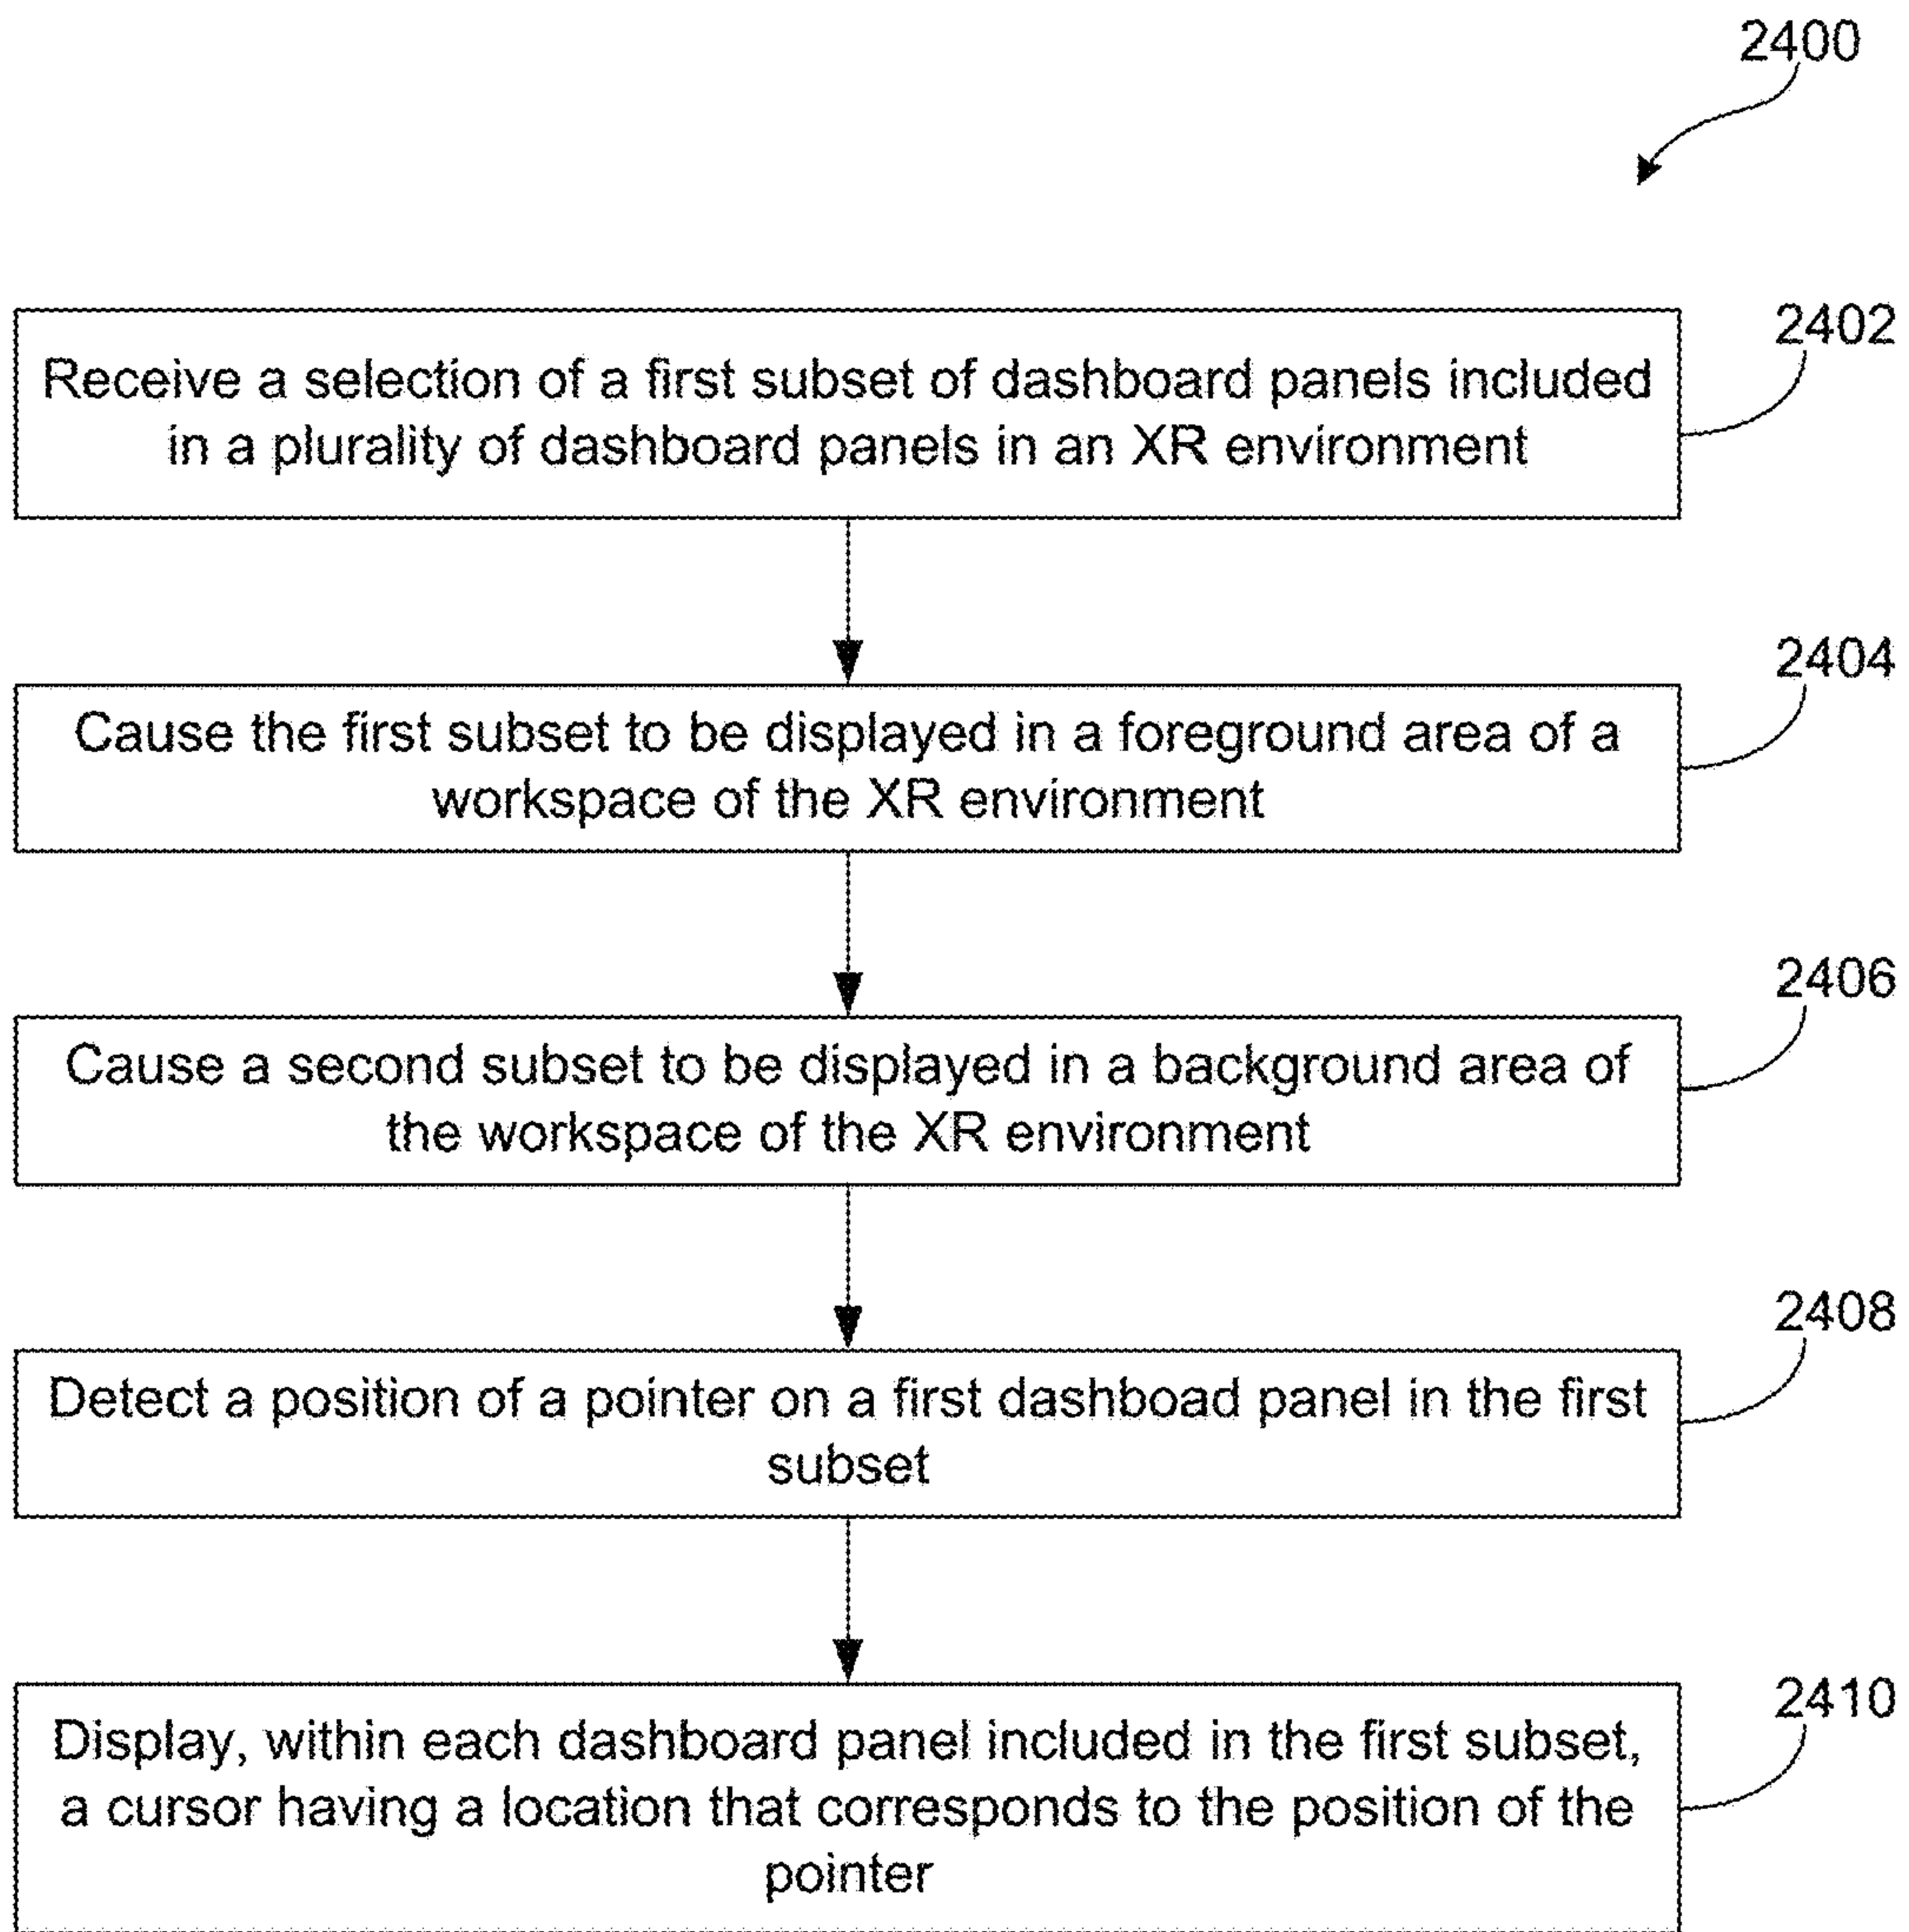 2400
2402
Receive a selection of a first subset of dashboard panels included
in a plurality of dashboard panels in an XR environment
2404
Cause the first subset to be displayed in a foreground area of a
workspace of the XR environment
2406
Cause a second subset to be displayed in a background area of
the workspace of the XR environment
2408
Detect a position of a pointer on a first dashboad panel in the first
subset
2410
Display, within each dashboard panel included in the first subset,
a cursor having a location that corresponds to the position of the
pointer